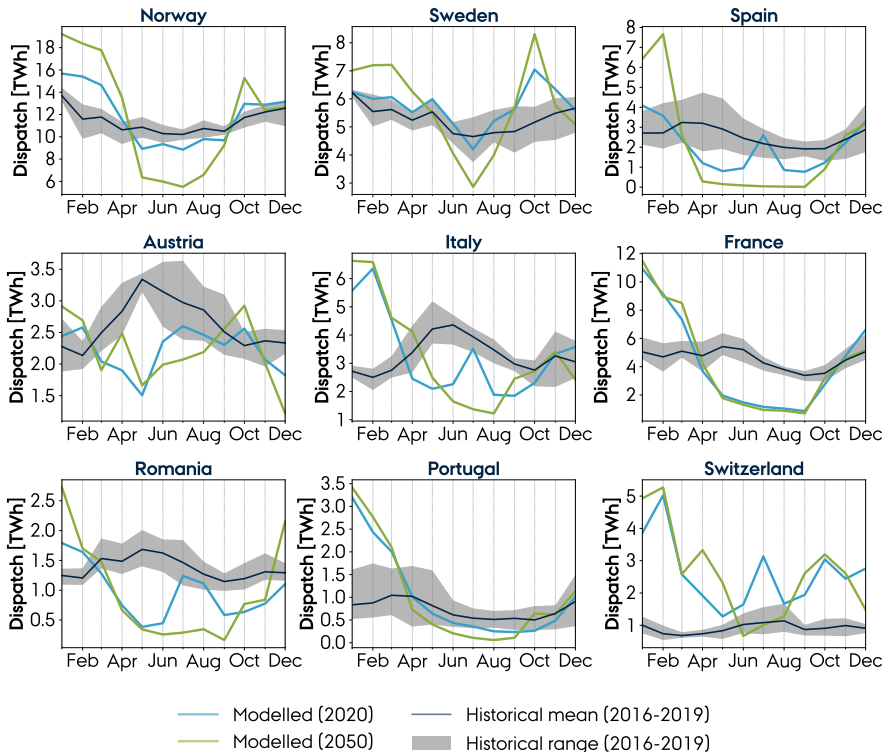 Norway
Sweden
Spain
Dispatch [TWh]
18
16
14
12
10
8
6
Feb Apr Jun Aug Oct Dec
Dispatch [TWh]
8
7
6
5
4
3
Feb Apr Jun Aug Oct Dec
Dispatch [TWh]
8
7
6
5
4
3
2
1
0
Feb Apr Jun Aug Oct Dec
Austria
Italy
France
Dispatch [TWh]
3.5
3.0
2.5
2.0
1.5
Feb Apr Jun Aug Oct Dec
Dispatch [TWh]
6
5
4
3
2
1
Feb Apr Jun Aug Oct Dec
Dispatch [TWh]
12
10
8
6
4
2
Feb Apr Jun Aug Oct Dec
Romania
Portugal
Switzerland
Dispatch [TWh]
2.5
2.0
1.5
1.0
0.5
Feb Apr Jun Aug Oct Dec
Dispatch [TWh]
3.5
3.0
2.5
2.0
1.5
1.0
0.5
0.0
Feb Apr Jun Aug Oct Dec
Dispatch [TWh]
5
4
3
2
1
Feb Apr Jun Aug Oct Dec
Modelled (2020)
Historical mean (2016-2019)
Modelled (2050)
Historical range (2016-2019)